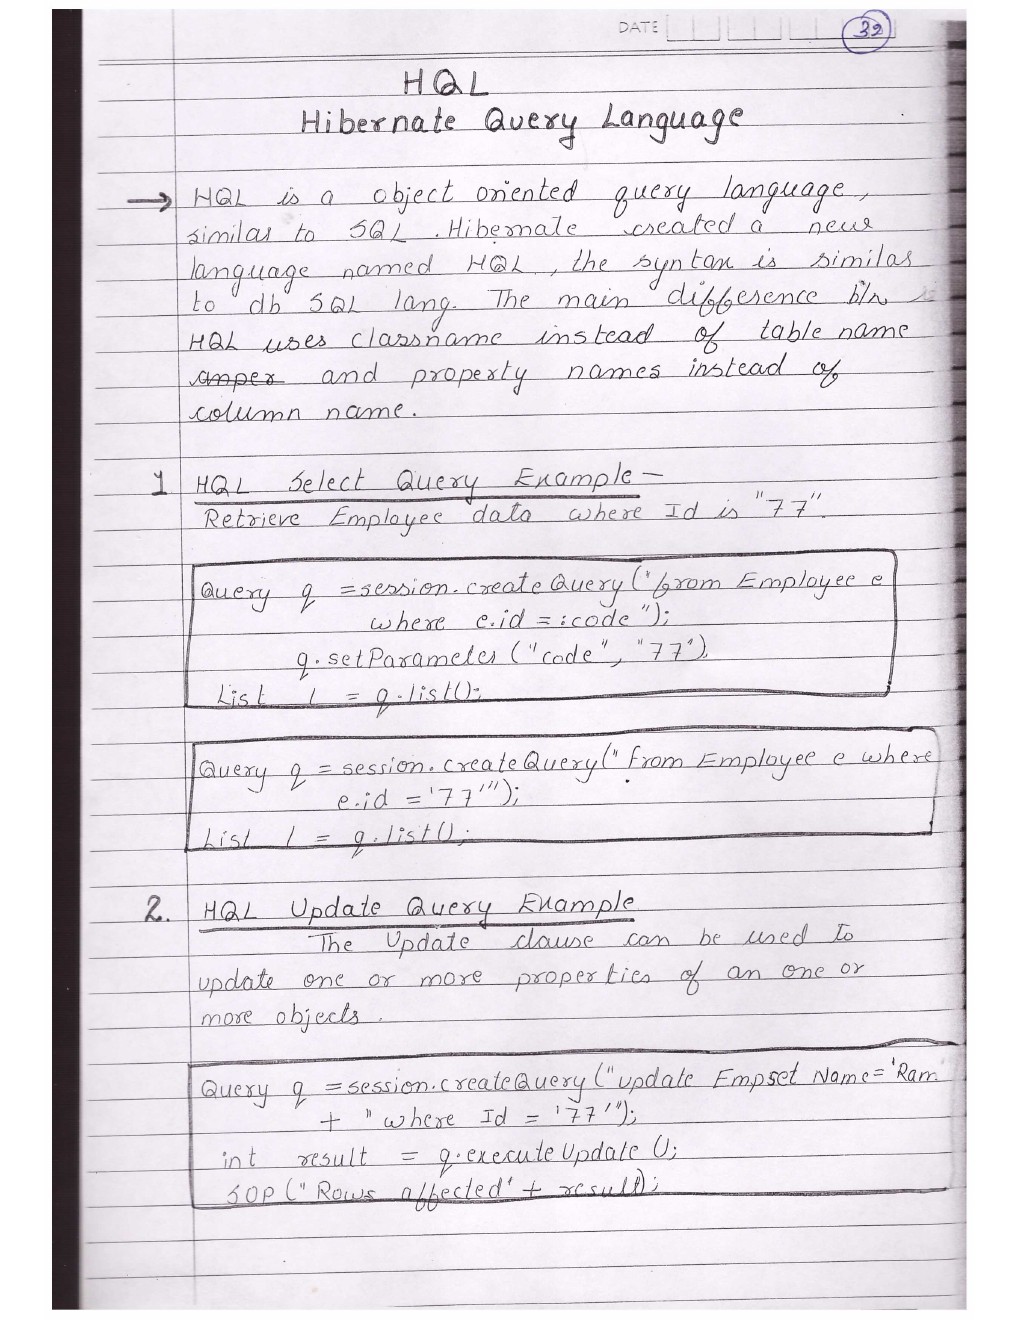 DATE
32
HQL
Hibernate Query Language
→ HQL is a object oriented query language,
similar to SQL. Hibernate created a new
language named HQL, the syntax is similar
to db SQL lang. The main difference b/w is
HQL uses classname instead of table name
amper and property names instead of
column name.
1 HQL Select Query Example —
Retrieve Employee data where Id is "77".
Query q = session.createQuery("from Employee e
where e.id = :code");
q.setParameter ("code", "77")
List l = q.list();
Query q = session.createQuery("from Employee e where
e.id = '77'");
List l = q.list();
2. HQL Update Query Example
The Update clause can be used to
update one or more properties of an one or
more objects.
Query q = session.createQuery("update Emp set Name='Ram'
+ "where Id = '77'");
int result = q.executeUpdate();
SOP ("Rows affected" + result);